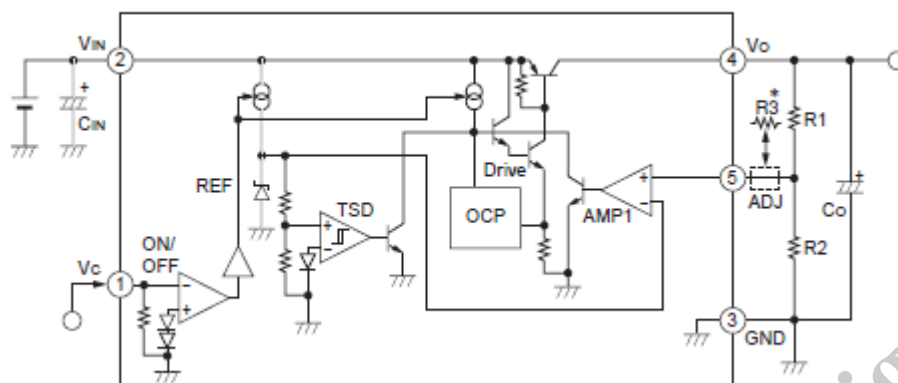 VIN
2
4
VO
+
CIN
R3*
R1
Drive
5
REF
TSD
OCP
+
−
AMP1
ADJ
+
CO
ON/
OFF
+
−
R2
VC
1
−
+
3
GND